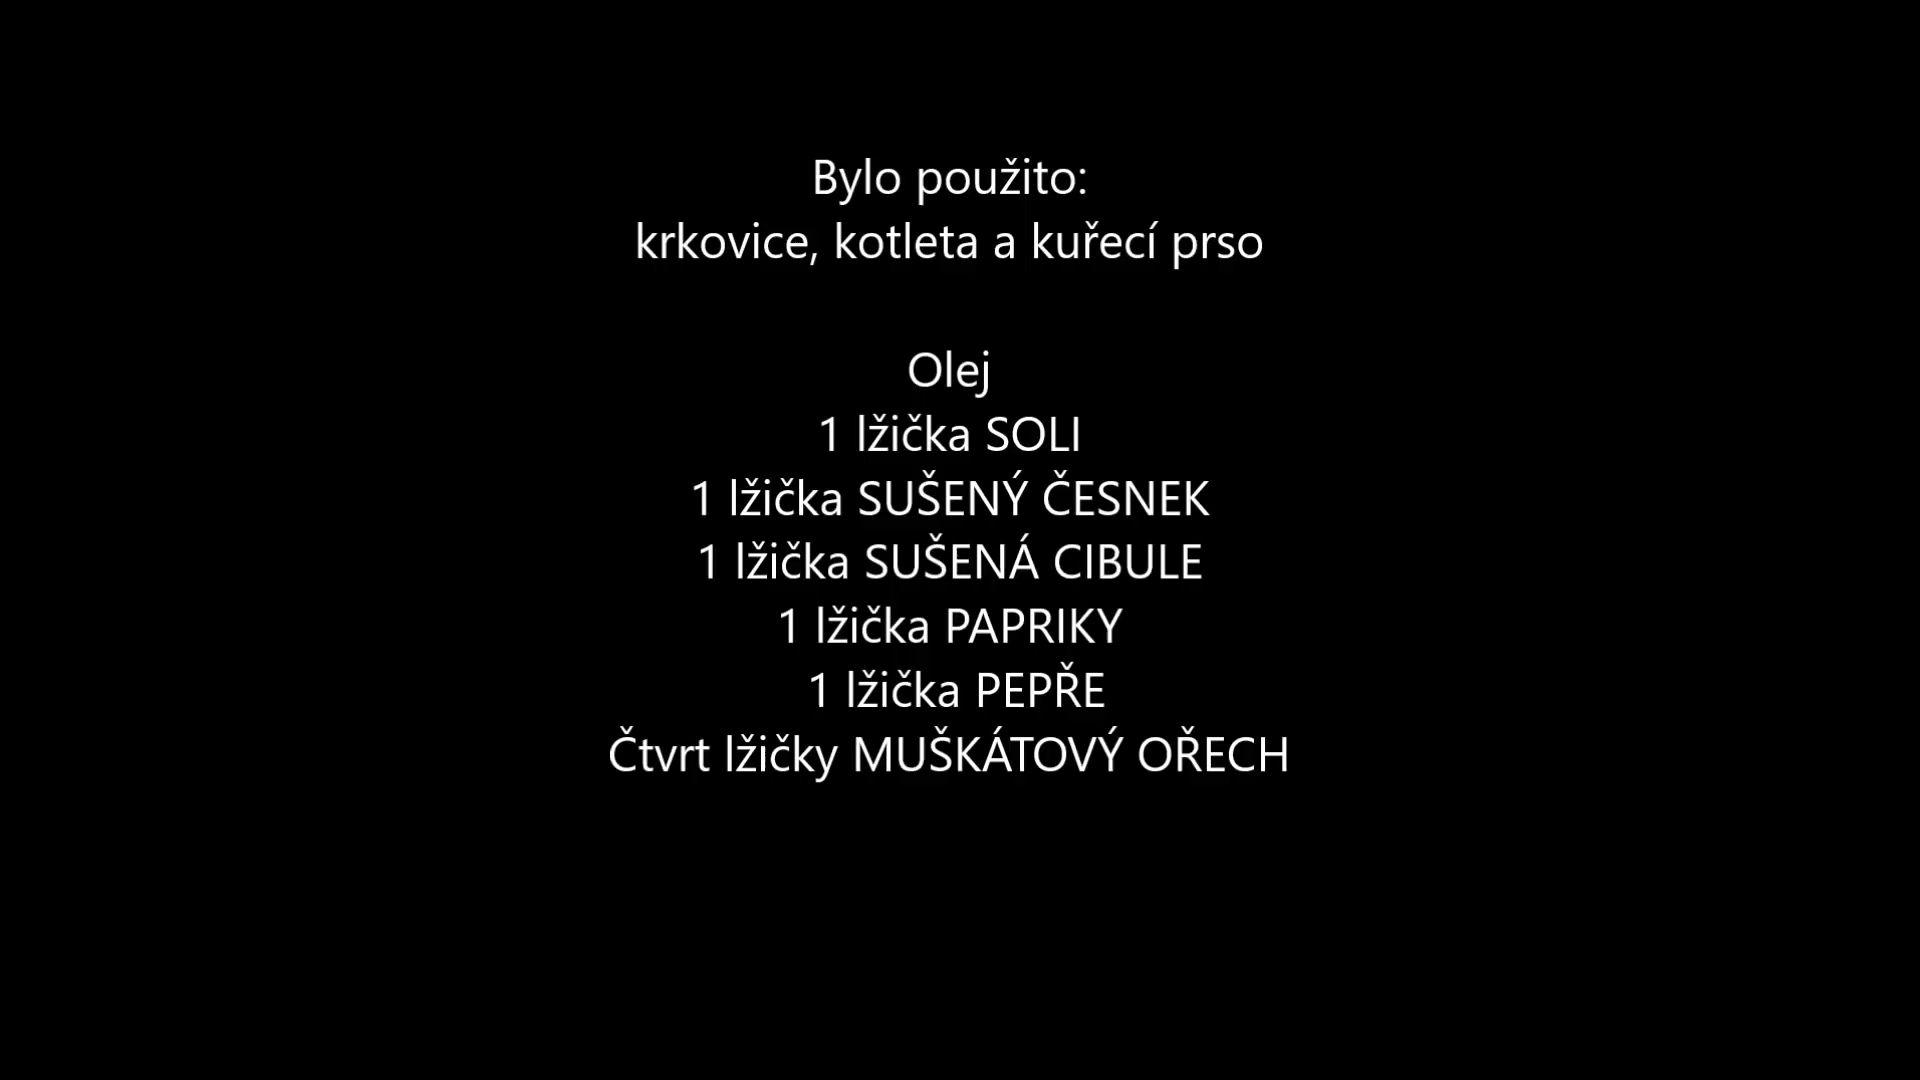 Bylo použito:
krkovice, kotleta a kuřecí prso
Olej
1 lžička SOLI
1 lžička SUŠENÝ ČESNEK
1 lžička SUŠENÁ CIBULE
1 lžička PAPRIKY
1 lžička PEPŘE
Čtvrt lžičky MUŠKÁTOVÝ OŘECH